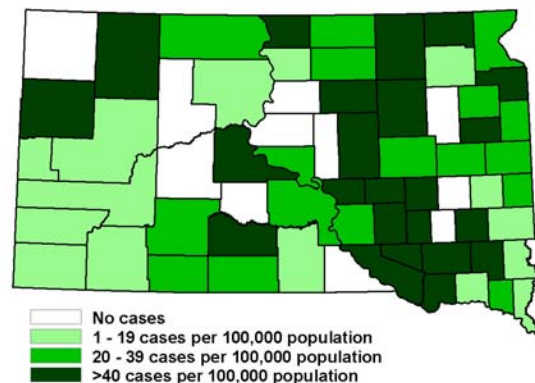 No cases
1 - 19 cases per 100,000 population
20 - 39 cases per 100,000 population
>40 cases per 100,000 population